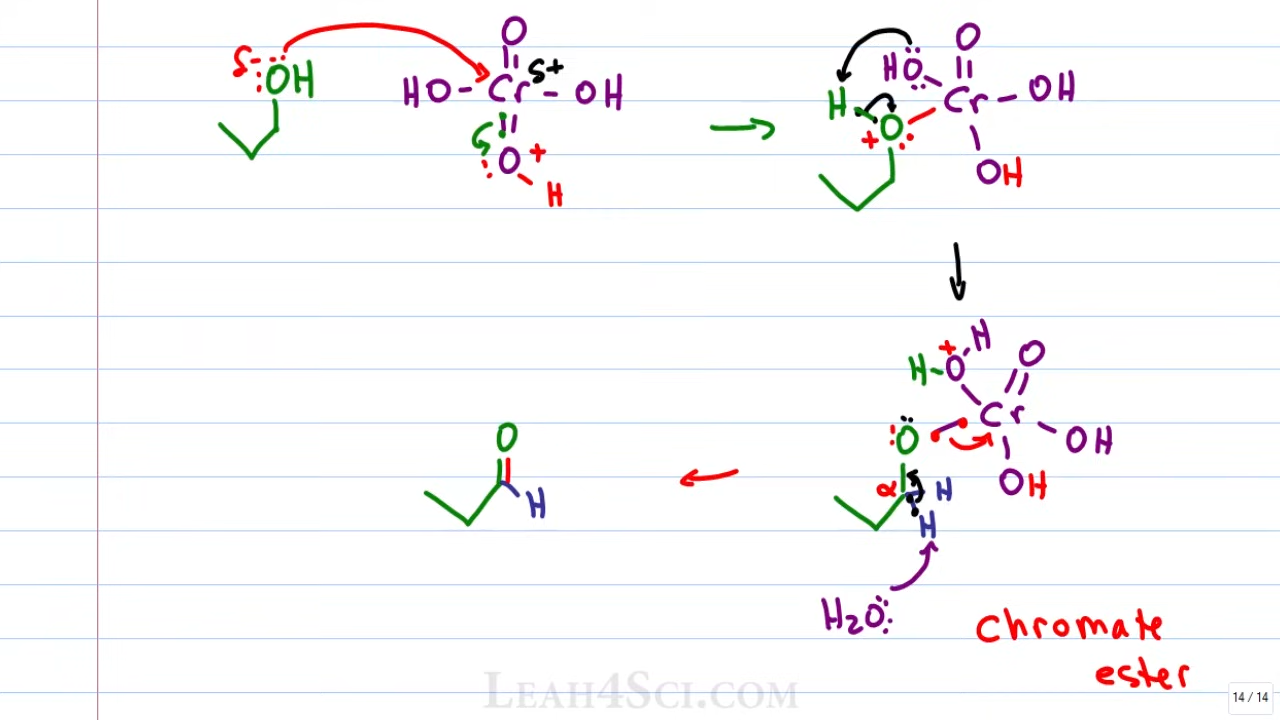 δ- OH
O
HO - Cr δ+ - OH
O +
H
O
HO
H Cr - OH
+ O
OH
+ H
H - O O
Cr
O OH
α H OH
H
H2O
O
H
Chromate
ester
LEAH4SCI.COM
14 / 14